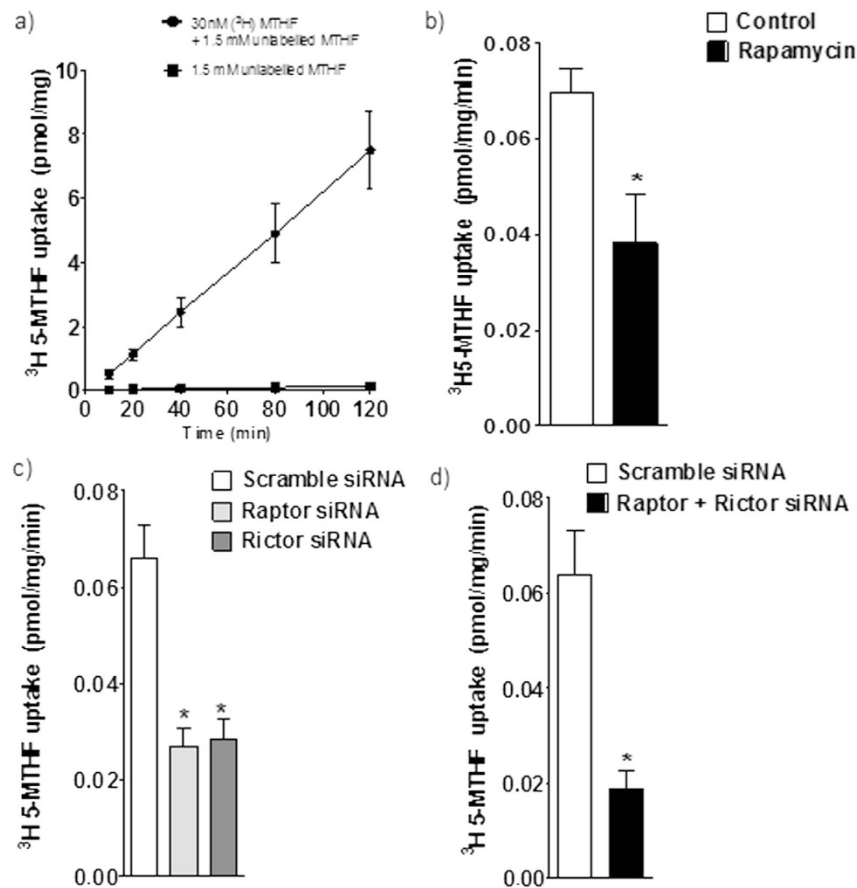 a)
30nM (³H) MTHF
+ 1.5 mM unlabelled MTHF
1.5 mM unlabelled MTHF
³H 5-MTHF uptake (pmol/mg)
10
8
6
4
2
0
0 20 40 60 80 100 120
Time (min)
b)
Control
Rapamycin
³H5-MTHF uptake (pmol/mg/min)
0.08
0.06
0.04
0.02
0.00
*
c)
Scramble siRNA
Raptor siRNA
Rictor siRNA
³H 5-MTHF uptake (pmol/mg/min)
0.08
0.06
0.04
0.02
0.00
* *
d)
Scramble siRNA
Raptor + Rictor siRNA
³H 5-MTHF uptake (pmol/mg/min)
0.08
0.06
0.04
0.02
0.00
*